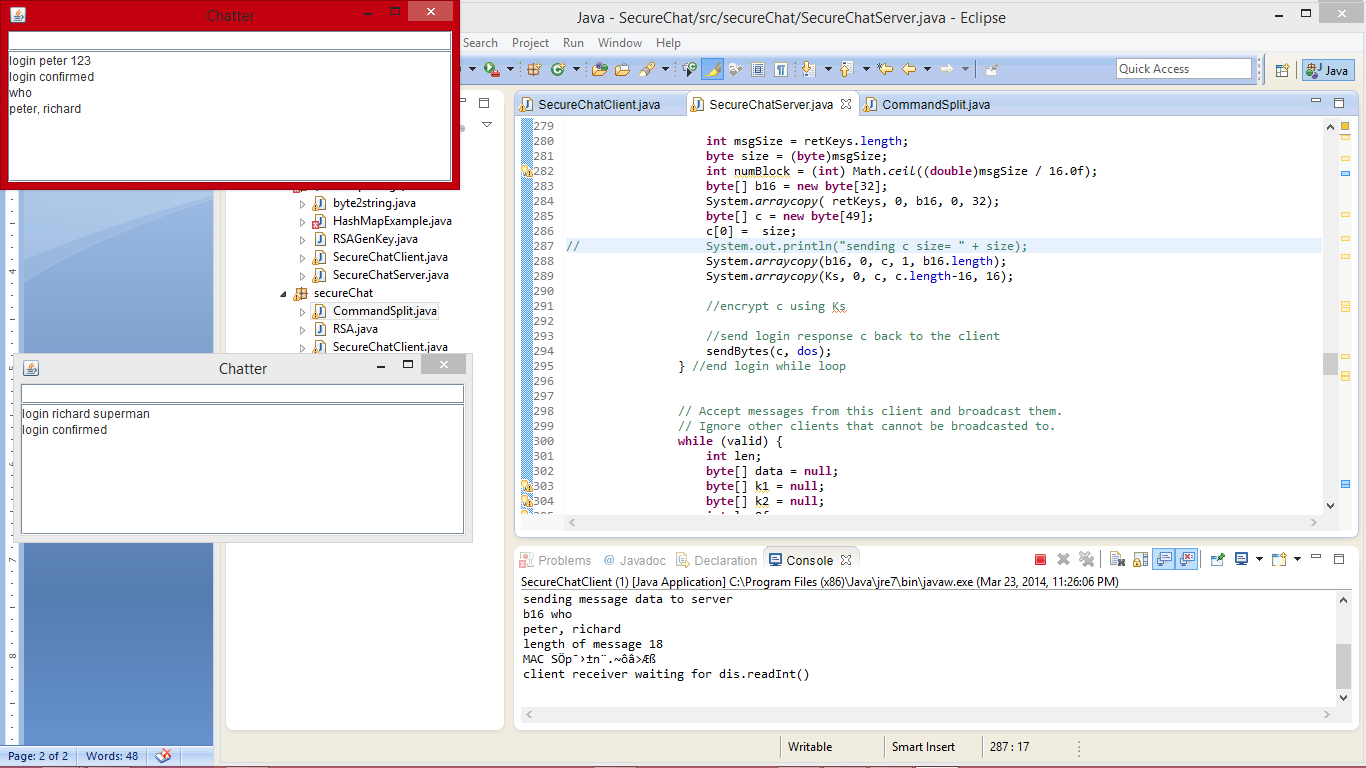 Chatter
login peter 123
login confirmed
who
peter, richard
Java - SecureChat/src/secureChat/SecureChatServer.java - Eclipse
Search Project Run Window Help
Quick Access
Java
byte2string.java
HashMapExample.java
RSAGenKey.java
SecureChatClient.java
SecureChatServer.java
secureChat
CommandSplit.java
RSA.java
SecureChatClient.java
Chatter
login richard superman
login confirmed
Page: 2 of 2 Words: 48
SecureChatClient.java SecureChatServer.java CommandSplit.java
279
280 int msgSize = retKeys.length;
281 byte size = (byte)msgSize;
282 int numBlock = (int) Math.ceil((double)msgSize / 16.0f);
283 byte[] b16 = new byte[32];
284 System.arraycopy( retKeys, 0, b16, 0, 32);
285 byte[] c = new byte[49];
286 c[0] =  size;
287 // System.out.println("sending c size= " + size);
288 System.arraycopy(b16, 0, c, 1, b16.length);
289 System.arraycopy(Ks, 0, c, c.length-16, 16);
290
291 //encrypt c using Ks
292
293 //send login response c back to the client
294 sendBytes(c, dos);
295 } //end login while loop
296
297
298 // Accept messages from this client and broadcast them.
299 // Ignore other clients that cannot be broadcasted to.
300 while (valid) {
301 int len;
302 byte[] data = null;
303 byte[] k1 = null;
304 byte[] k2 = null;
Problems @ Javadoc Declaration Console
SecureChatClient (1) [Java Application] C:\Program Files (x86)\Java\jre7\bin\javaw.exe (Mar 23, 2014, 11:26:06 PM)
sending message data to server
b16 who
peter, richard
length of message 18
MAC SÖp¯›±n¨.~ôâ›Æß
client receiver waiting for dis.readInt()
Writable Smart Insert 287 : 17